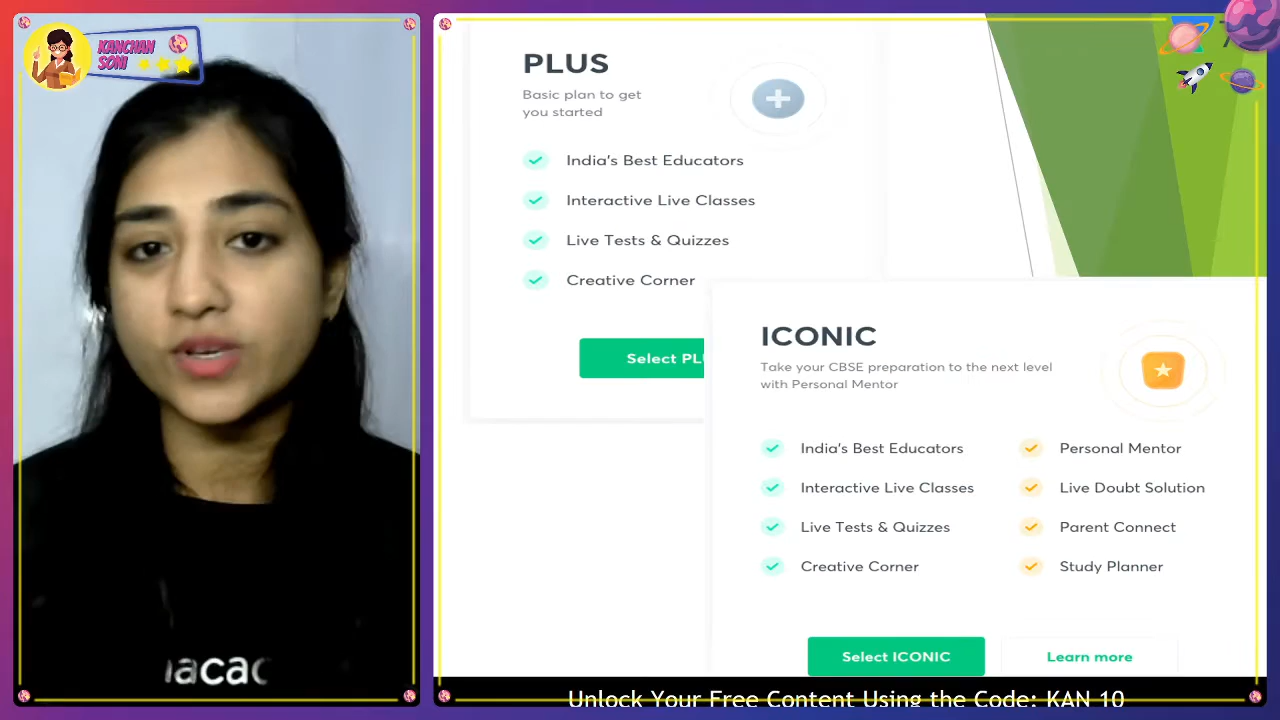 KANCHAN
SONI
PLUS
Basic plan to get
you started
India's Best Educators
Interactive Live Classes
Live Tests & Quizzes
Creative Corner
Select PLU
ICONIC
Take your CBSE preparation to the next level
with Personal Mentor
India's Best Educators
Interactive Live Classes
Live Tests & Quizzes
Creative Corner
Personal Mentor
Live Doubt Solution
Parent Connect
Study Planner
Select ICONIC
Learn more
Unlock Your Free Content Using the Code: KAN 10